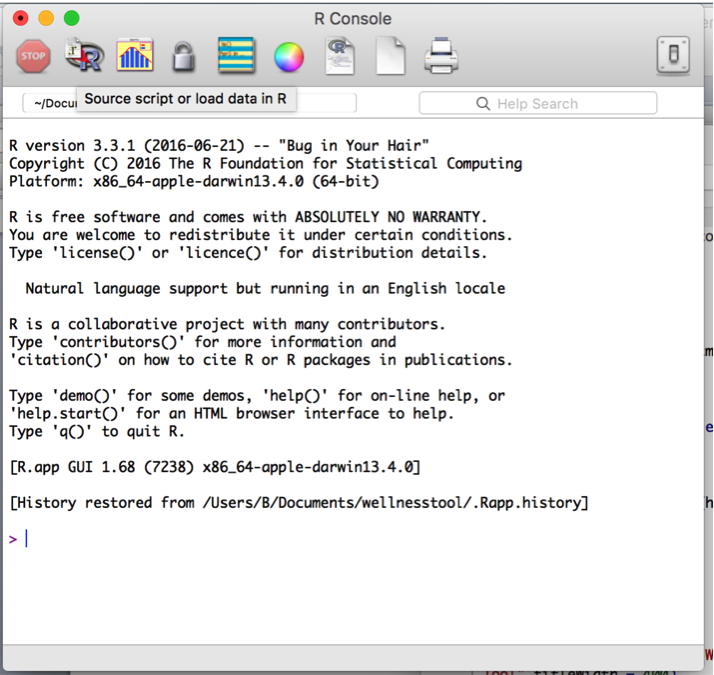 R Console
STOP
~/Docu
Source script or load data in R
Help Search
R version 3.3.1 (2016-06-21) -- "Bug in Your Hair"
Copyright (C) 2016 The R Foundation for Statistical Computing
Platform: x86_64-apple-darwin13.4.0 (64-bit)
R is free software and comes with ABSOLUTELY NO WARRANTY.
You are welcome to redistribute it under certain conditions.
Type 'license()' or 'licence()' for distribution details.
Natural language support but running in an English locale
R is a collaborative project with many contributors.
Type 'contributors()' for more information and
'citation()' on how to cite R or R packages in publications.
Type 'demo()' for some demos, 'help()' for on-line help, or
'help.start()' for an HTML browser interface to help.
Type 'q()' to quit R.
[R.app GUI 1.68 (7238) x86_64-apple-darwin13.4.0]
[History restored from /Users/B/Documents/wellnesstool/.Rapp.history]
>